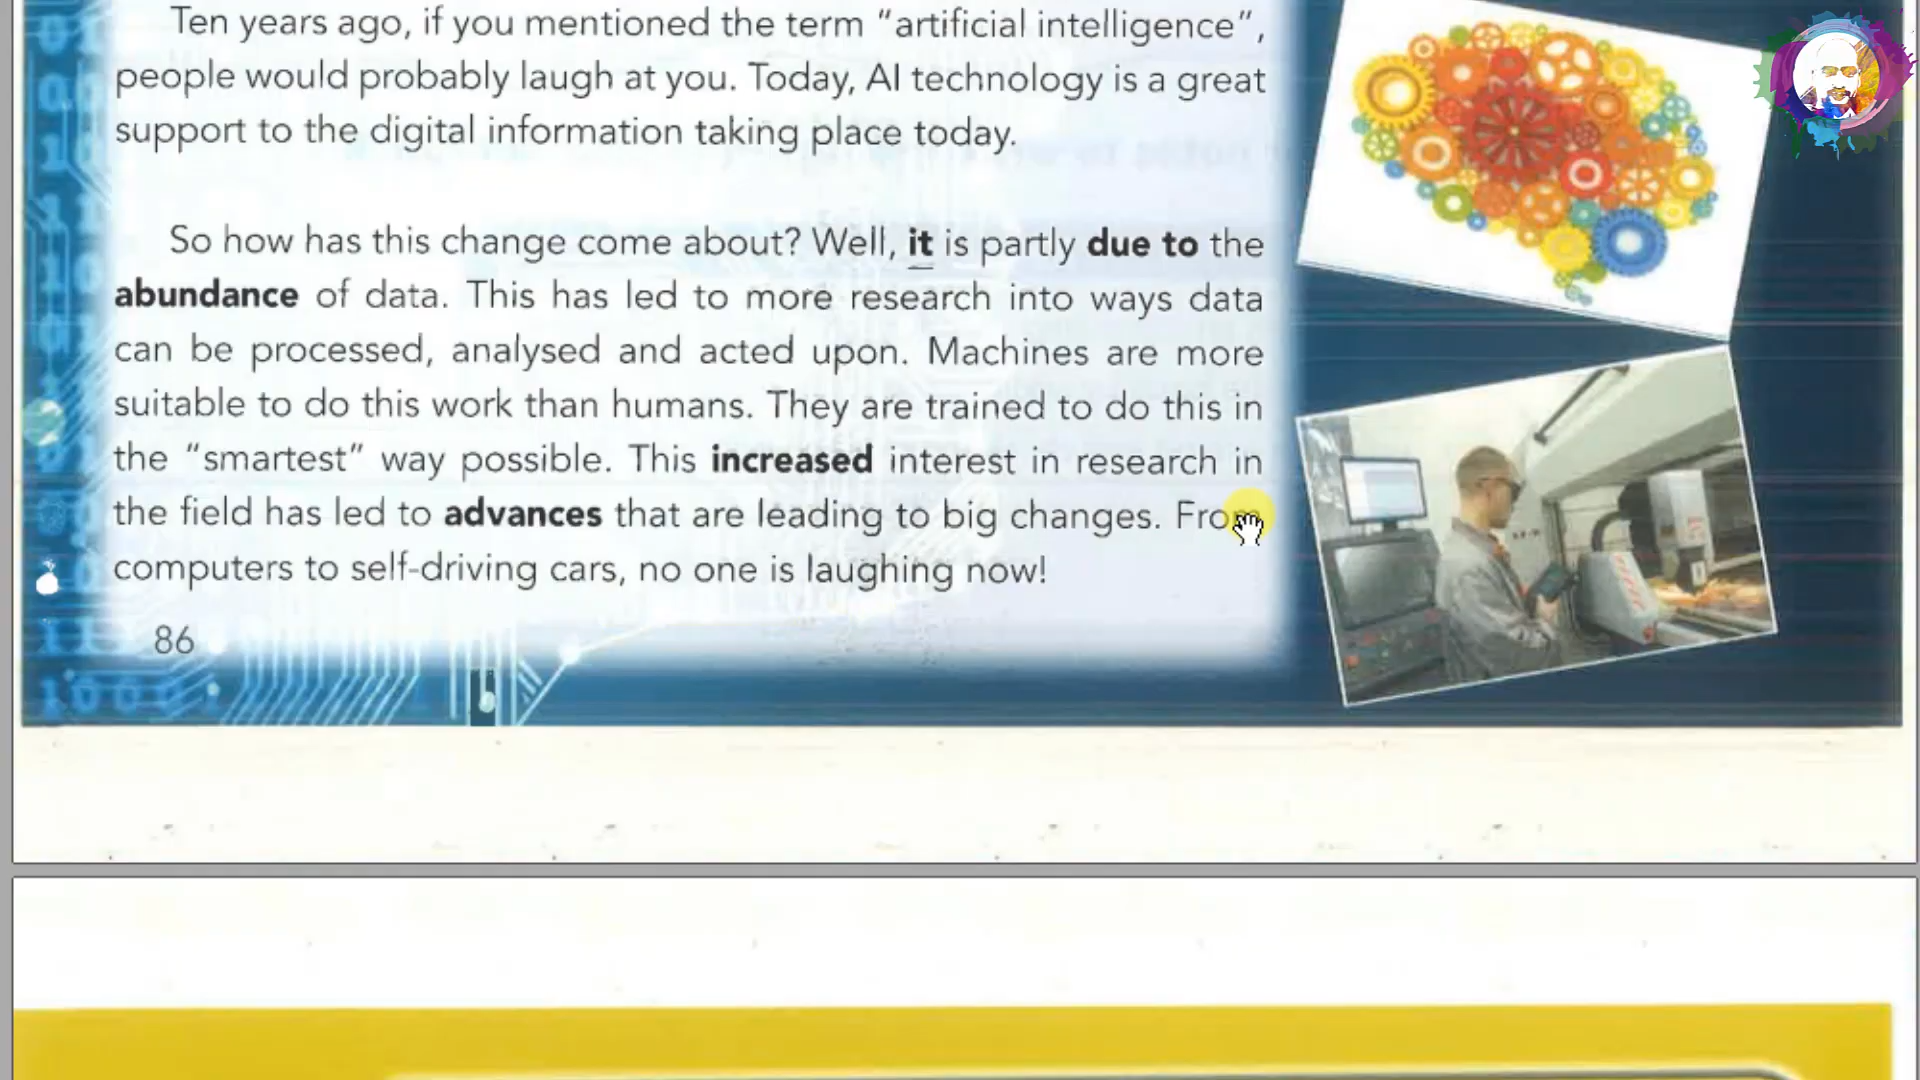 Ten years ago, if you mentioned the term “artificial intelligence”,
people would probably laugh at you. Today, AI technology is a great
support to the digital information taking place today.
So how has this change come about? Well, it is partly due to the
abundance of data. This has led to more research into ways data
can be processed, analysed and acted upon. Machines are more
suitable to do this work than humans. They are trained to do this in
the “smartest” way possible. This increased interest in research in
the field has led to advances that are leading to big changes. From
computers to self-driving cars, no one is laughing now!
86